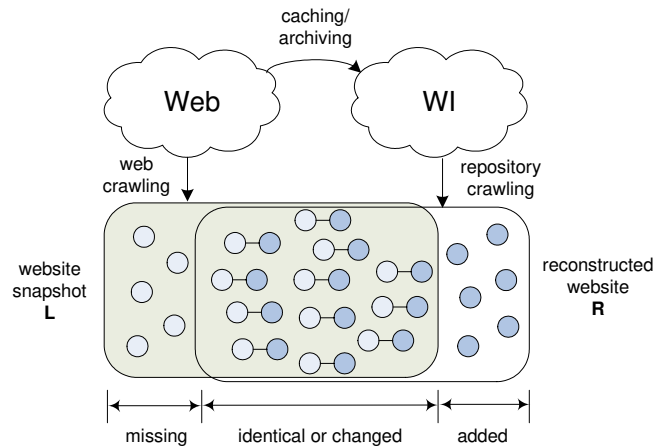 caching/
archiving
Web
WI
web
crawling
repository
crawling
website
snapshot
L
reconstructed
website
R
missing
identical or changed
added